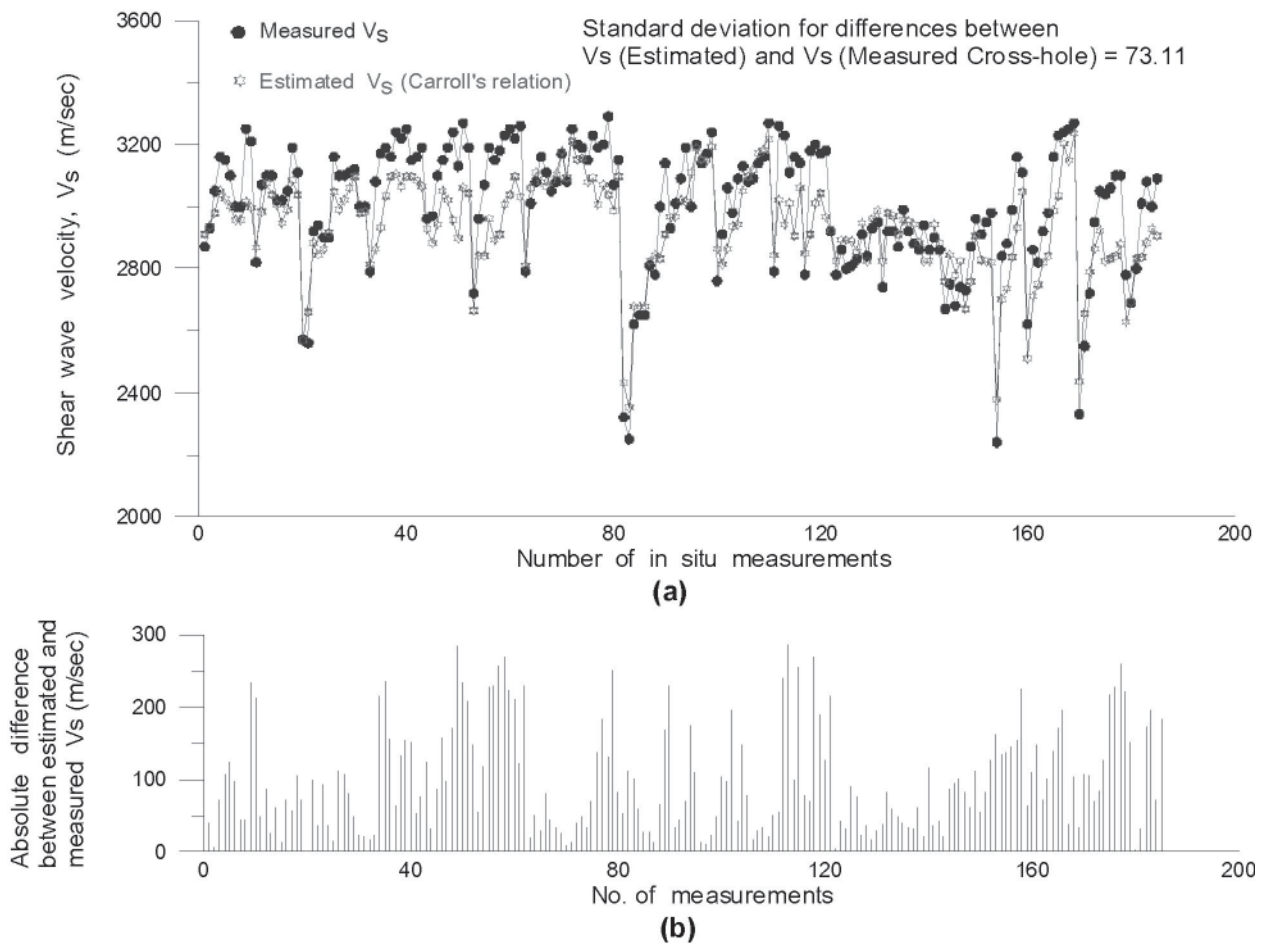 3600
3200
2800
2400
2000
Shear wave velocity, Vs (m/sec)
Measured VS
Estimated VS (Carroll's relation)
Standard deviation for differences between
Vs (Estimated) and Vs (Measured Cross-hole) = 73.11
0 40 80 120 160 200
Number of in situ measurements
(a)
Absolute difference
between estimated and
measured Vs (m/sec)
300
200
100
0
0 40 80 120 160 200
No. of measurements
(b)